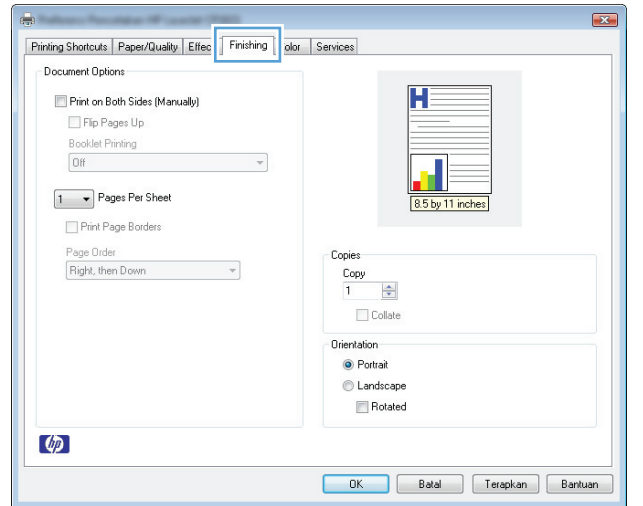 Printing Shortcuts Paper/Quality Effec Finishing olor Services
Document Options
Print on Both Sides (Manually)
Flip Pages Up
Booklet Printing
Off
1 Pages Per Sheet
Print Page Borders
Page Order
Right, then Down
H
8.5 by 11 inches
Copies
Copy
1
Collate
Orientation
Portrait
Landscape
Rotated
hp
OK Batal Terapkan Bantuan